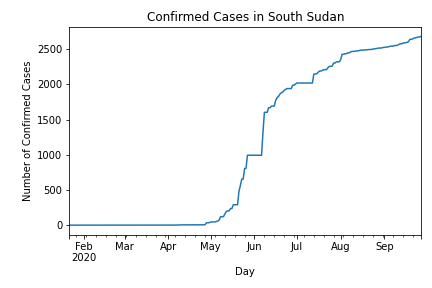 Confirmed Cases in South Sudan
Number of Confirmed Cases
2500
2000
1500
1000
500
0
Feb Mar Apr May Jun Jul Aug Sep
2020
Day